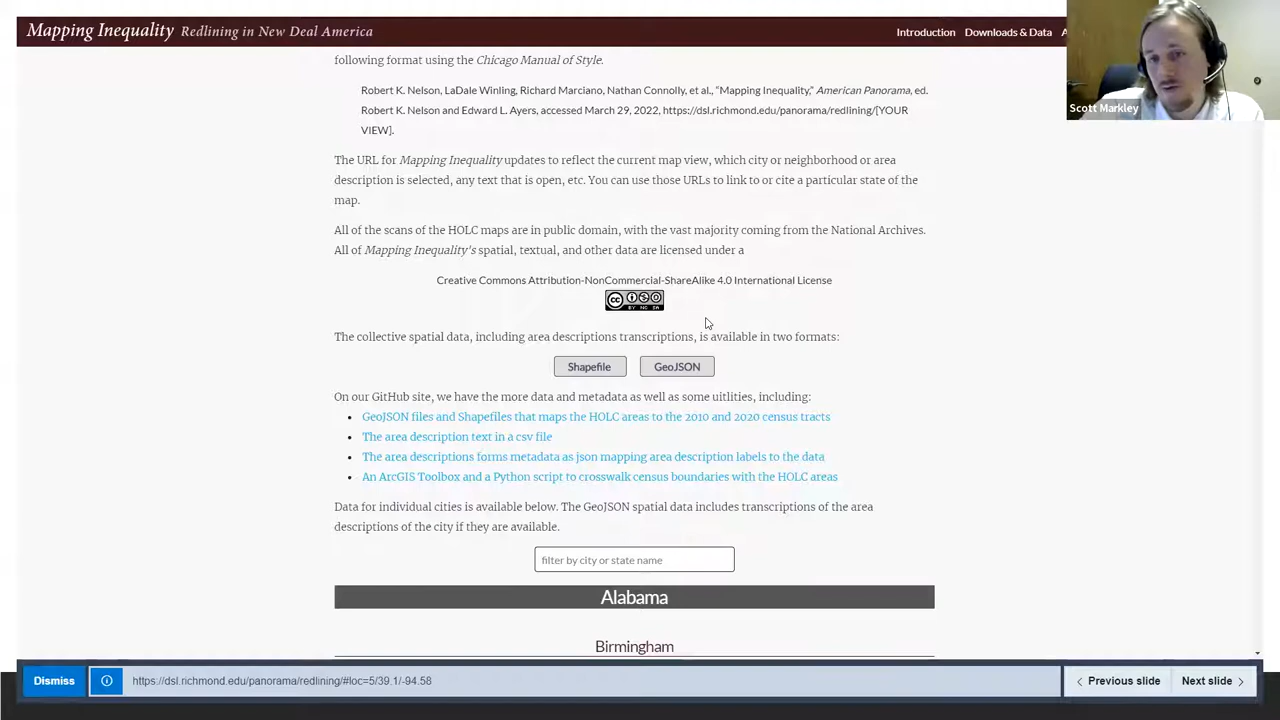 Mapping Inequality Redlining in New Deal America
Introduction Downloads & Data
Scott Markley
following format using the Chicago Manual of Style.
Robert K. Nelson, LaDale Winling, Richard Marciano, Nathan Connolly, et al., “Mapping Inequality,” American Panorama, ed.
Robert K. Nelson and Edward L. Ayers, accessed March 29, 2022, https://dsl.richmond.edu/panorama/redlining/[YOUR
VIEW].
The URL for Mapping Inequality updates to reflect the current map view, which city or neighborhood or area
description is selected, any text that is open, etc. You can use those URLs to link to or cite a particular state of the
map.
All of the scans of the HOLC maps are in public domain, with the vast majority coming from the National Archives.
All of Mapping Inequality's spatial, textual, and other data are licensed under a
Creative Commons Attribution-NonCommercial-ShareAlike 4.0 International License
cc BY NC SA
The collective spatial data, including area descriptions transcriptions, is available in two formats:
Shapefile GeoJSON
On our GitHub site, we have the more data and metadata as well as some uitlities, including:
• GeoJSON files and Shapefiles that maps the HOLC areas to the 2010 and 2020 census tracts
• The area description text in a csv file
• The area descriptions forms metadata as json mapping area description labels to the data
• An ArcGIS Toolbox and a Python script to crosswalk census boundaries with the HOLC areas
Data for individual cities is available below. The GeoJSON spatial data includes transcriptions of the area
descriptions of the city if they are available.
filter by city or state name
Alabama
Birmingham
Dismiss https://dsl.richmond.edu/panorama/redlining/#loc=5/39.1/-94.58 Previous slide Next slide